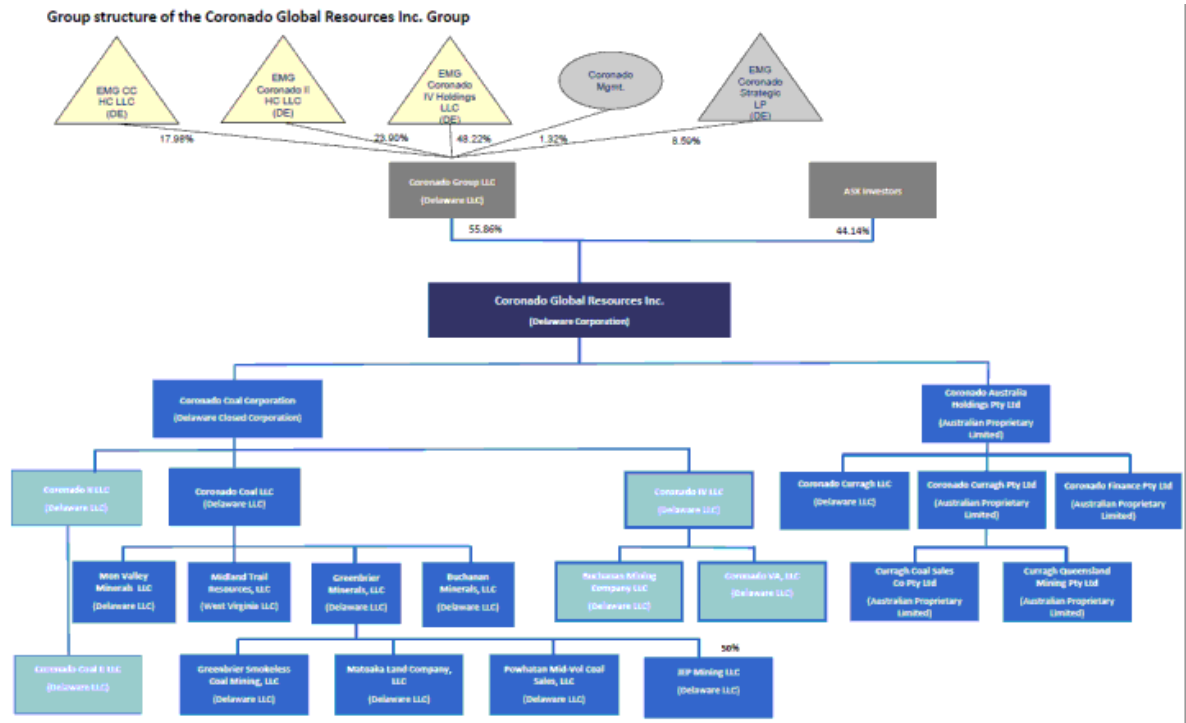 Group structure of the Coronado Global Resources Inc. Group
EMG CC
HC LLC
(DE)
EMG
Coronado II
HC LLC
(DE)
EMG
Coronado
IV Holdings
LLC
(DE)
Coronado
Mgmt.
EMG
Coronado
Strategic
LP
(DE)
17.98%
23.90%
48.22%
1.32%
8.59%
Coronado Group LLC
(Delaware LLC)
ASX Investors
55.86%
44.14%
Coronado Global Resources Inc.
(Delaware Corporation)
Coronado Coal Corporation
(Delaware Closed Corporation)
Coronado Australia
Holdings Pty Ltd
(Australian Proprietary
Limited)
Coronado II LLC
(Delaware LLC)
Coronado Coal LLC
(Delaware LLC)
Coronado IV LLC
(Delaware LLC)
Coronado Curragh LLC
(Delaware LLC)
Coronado Curragh Pty Ltd
(Australian Proprietary
Limited)
Coronado Finance Pty Ltd
(Australian Proprietary
Limited)
Mon Valley
Minerals LLC
(Delaware LLC)
Midland Trail
Resources, LLC
(West Virginia LLC)
Greenbrier
Minerals, LLC
(Delaware LLC)
Buchanan
Minerals, LLC
(Delaware LLC)
Buchanan Mining
Company LLC
(Delaware LLC)
Coronado VA, LLC
(Delaware LLC)
Curragh Coal Sales
Co Pty Ltd
(Australian Proprietary
Limited)
Curragh Queensland
Mining Pty Ltd
(Australian Proprietary
Limited)
Coronado Coal II LLC
(Delaware LLC)
Greenbrier Smokeless
Coal Mining, LLC
(Delaware LLC)
Matoaka Land Company,
LLC
(Delaware LLC)
Powhatan Mid-Vol Coal
Sales, LLC
(Delaware LLC)
50%
JEP Mining LLC
(Delaware LLC)